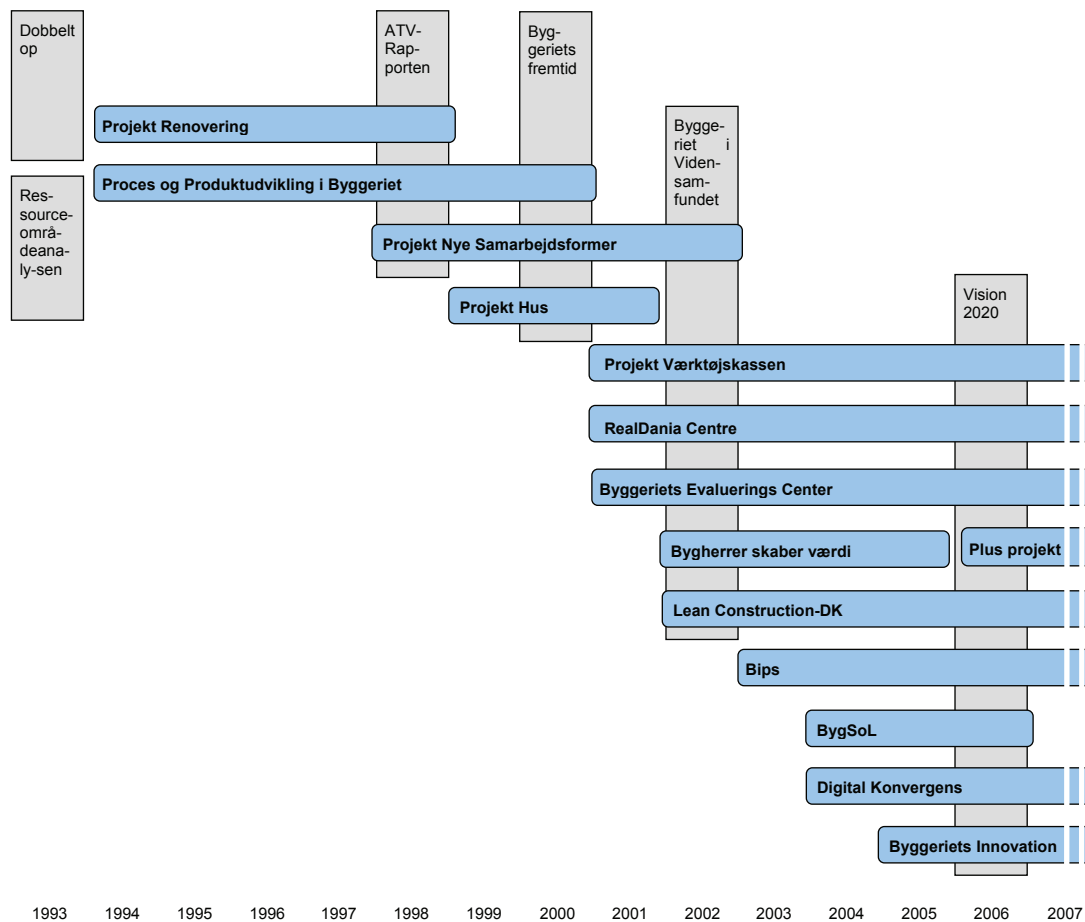 Dobbelt
op
ATV-
Rap-
porten
Byg-
geriets
fremtid
Projekt Renovering
Bygge-
riet i
Viden-
sam-
fundet
Proces og Produktudvikling i Byggeriet
Res-
source-
områ-
deana-
ly-sen
Projekt Nye Samarbejdsformer
Projekt Hus
Vision
2020
Projekt Værktøjskassen
RealDania Centre
Byggeriets Evaluerings Center
Bygherrer skaber værdi
Plus projekt
Lean Construction-DK
Bips
BygSoL
Digital Konvergens
Byggeriets Innovation
1993 1994 1995 1996 1997 1998 1999 2000 2001 2002 2003 2004 2005 2006 2007